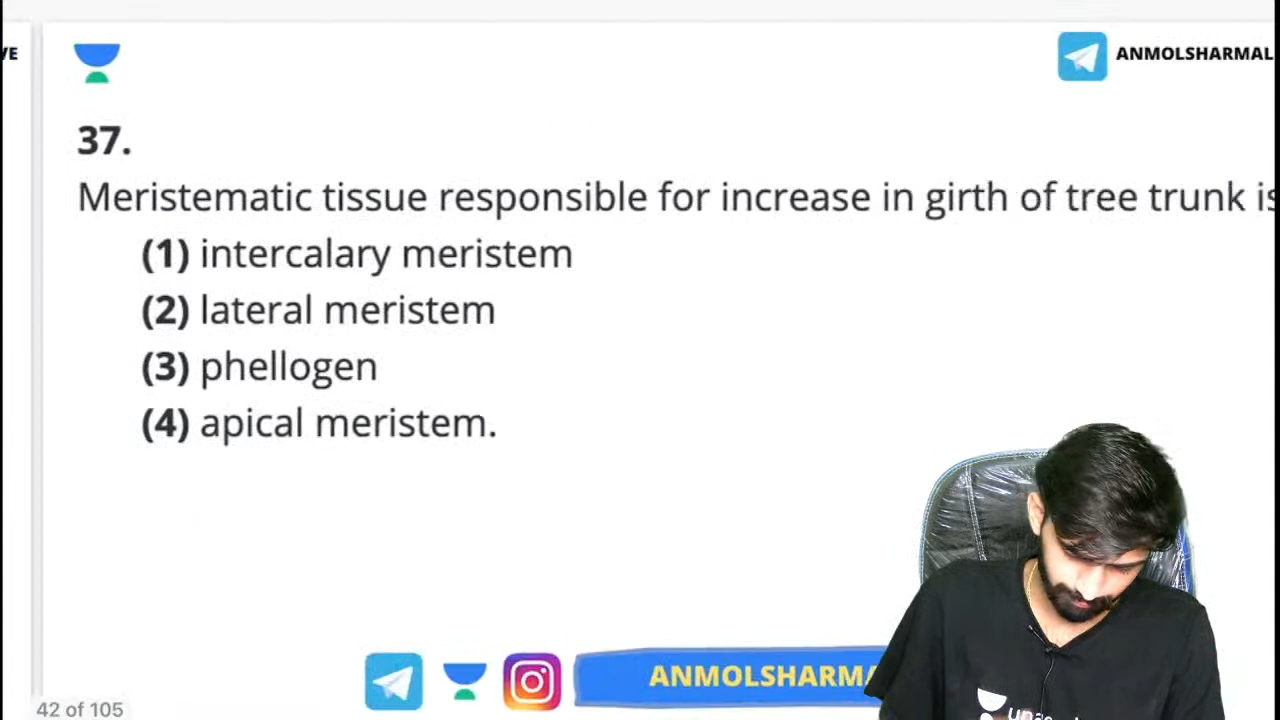 ANMOLSHARMAL
37.
Meristematic tissue responsible for increase in girth of tree trunk is
(1) intercalary meristem
(2) lateral meristem
(3) phellogen
(4) apical meristem.
ANMOLSHARMA
42 of 105